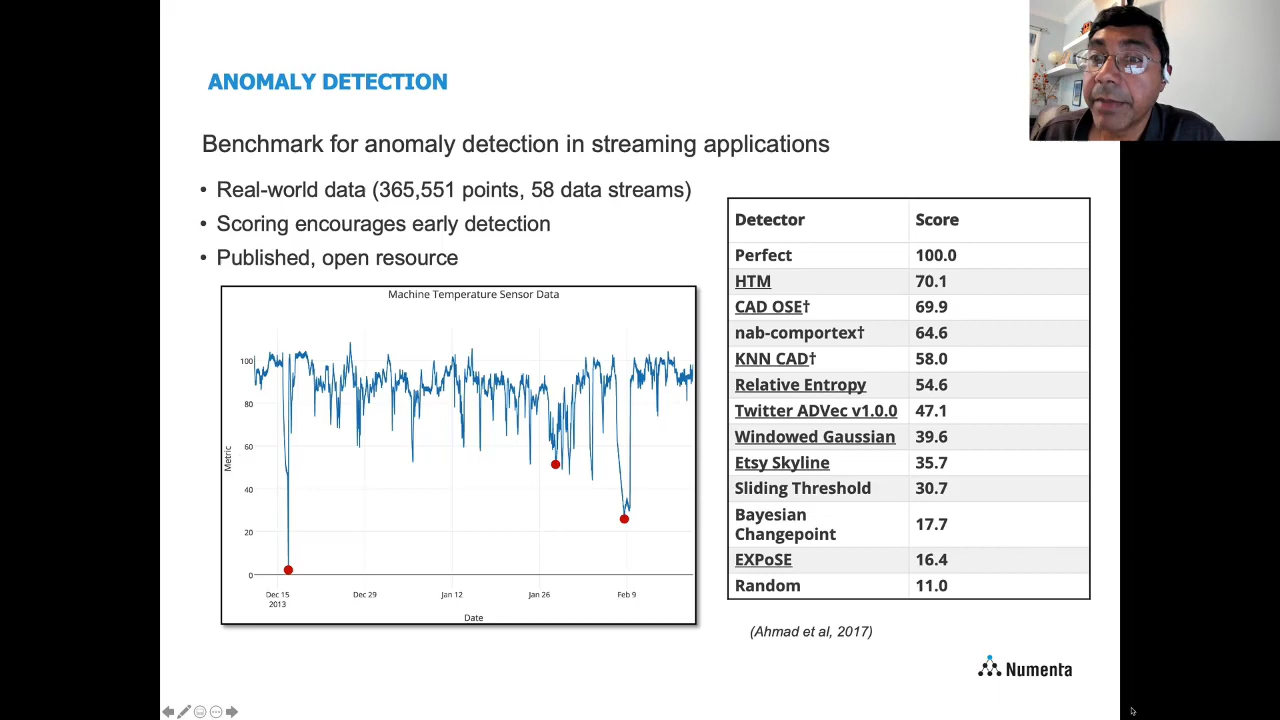 ANOMALY DETECTION
Benchmark for anomaly detection in streaming applications
• Real-world data (365,551 points, 58 data streams)
• Scoring encourages early detection
• Published, open resource
Machine Temperature Sensor Data
100
80
60
40
20
0
Metric
Dec 15
2013
Dec 29
Jan 12
Jan 26
Feb 9
Date
Detector Score
Perfect 100.0
HTM 70.1
CAD OSE† 69.9
nab-comportex† 64.6
KNN CAD† 58.0
Relative Entropy 54.6
Twitter ADVec v1.0.0 47.1
Windowed Gaussian 39.6
Etsy Skyline 35.7
Sliding Threshold 30.7
Bayesian
Changepoint 17.7
EXPoSE 16.4
Random 11.0
(Ahmad et al, 2017)
Numenta